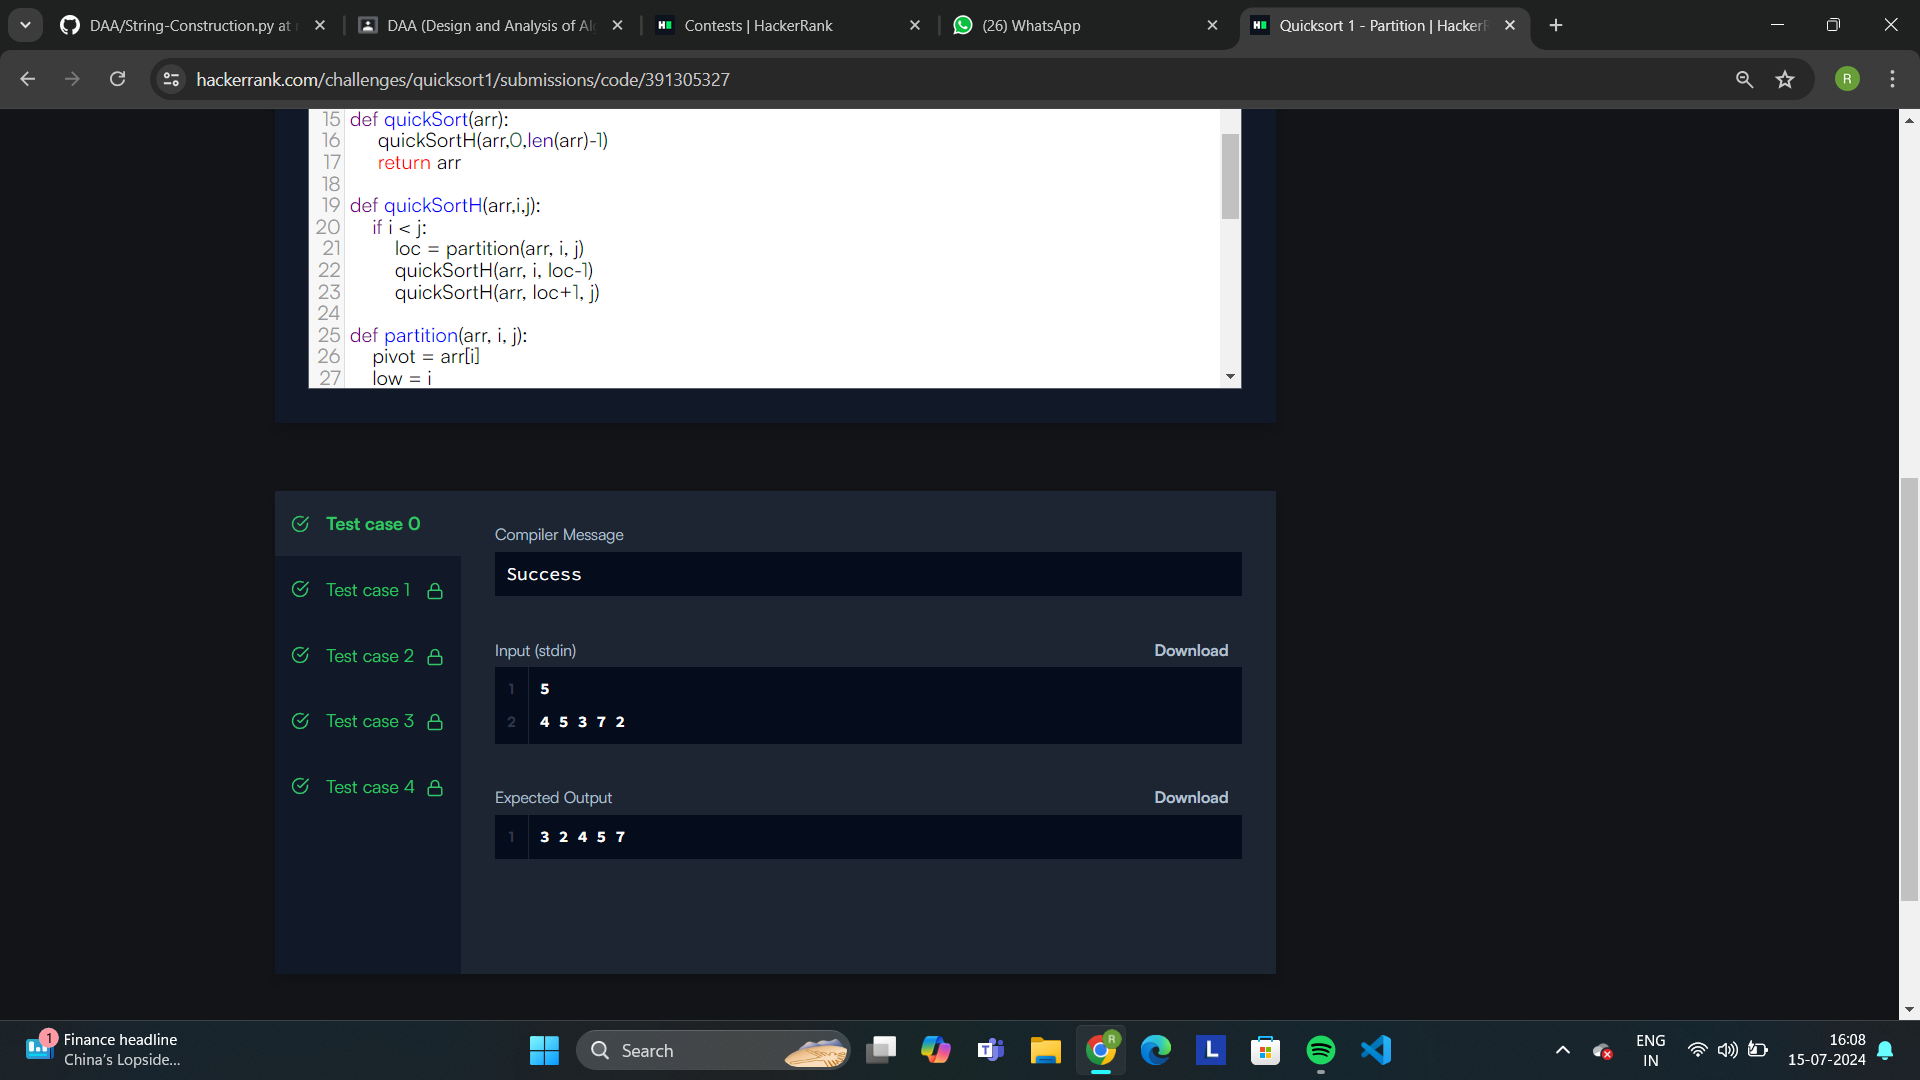 DAA/String-Construction.py at
DAA (Design and Analysis of Al
Contests | HackerRank
(26) WhatsApp
Quicksort 1 - Partition | HackerR
hackerrank.com/challenges/quicksort1/submissions/code/391305327
R
15 def quickSort(arr):
16 quickSortH(arr,0,len(arr)-1)
17 return arr
18
19 def quickSortH(arr,i,j):
20 if i < j:
21 loc = partition(arr, i, j)
22 quickSortH(arr, i, loc-1)
23 quickSortH(arr, loc+1, j)
24
25 def partition(arr, i, j):
26 pivot = arr[i]
27 low = i
Test case 0
Test case 1
Test case 2
Test case 3
Test case 4
Compiler Message
Success
Input (stdin)
Download
1 5
2 4 5 3 7 2
Expected Output
Download
1 3 2 4 5 7
1
Finance headline
China's Lopside...
Search
R
L
ENG
IN
16:08
15-07-2024